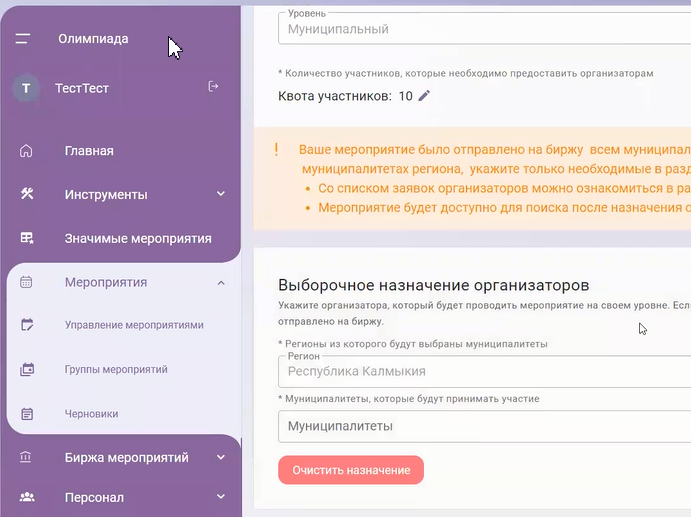 Олимпиада
Т ТестТест
Главная
Инструменты
Значимые мероприятия
Мероприятия
Управление мероприятиями
Группы мероприятий
Черновики
Биржа мероприятий
Персонал
Уровень
Муниципальный
* Количество участников, которые необходимо предоставить организаторам
Квота участников: 10
! Ваше мероприятие было отправлено на биржу всем муниципал
муниципалитетах региона, укажите только необходимые в разд
• Со списком заявок организаторов можно ознакомиться в ра
• Мероприятие будет доступно для поиска после назначения о
Выборочное назначение организаторов
Укажите организатора, который будет проводить мероприятие на своем уровне. Есл
отправлено на биржу.
* Регионы из которого будут выбраны муниципалитеты
Регион
Республика Калмыкия
* Муниципалитеты, которые будут принимать участие
Муниципалитеты
Очистить назначение